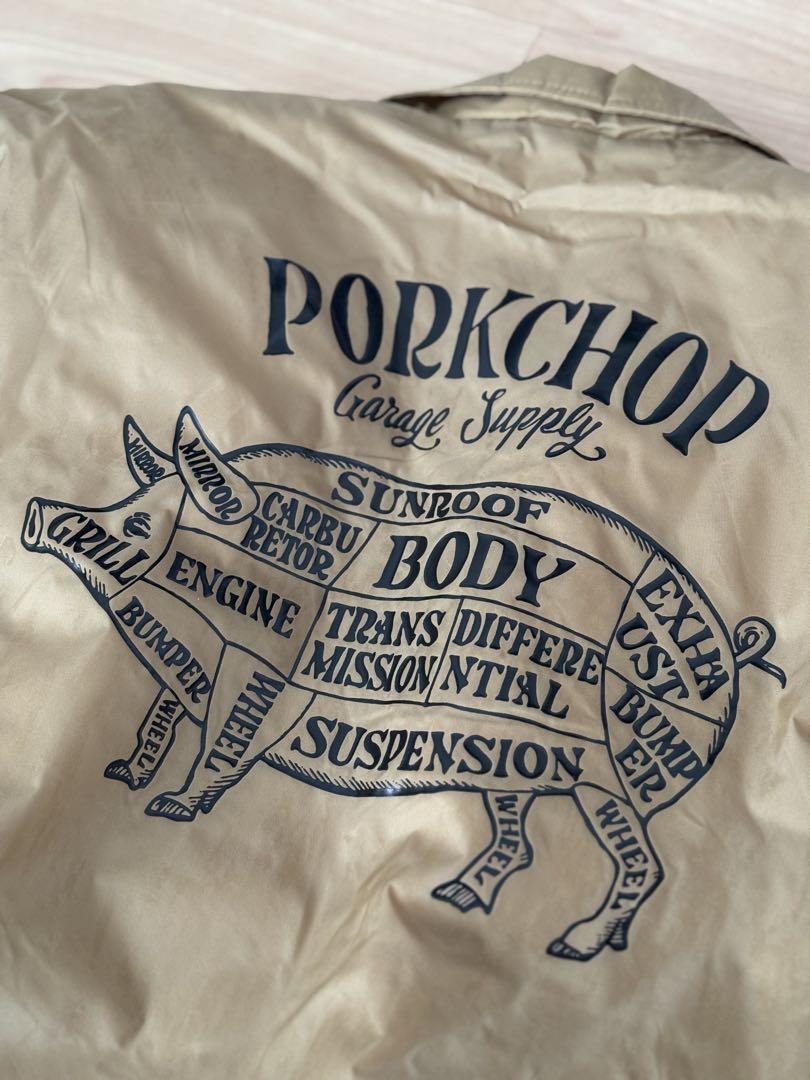 PORKCHOP
Garage Supply
MIRROR
MIRROR
SUNROOF
GRILL
CARBU
RETOR
BODY
ENGINE
EXHA
UST
TRANS
MISSION
DIFFERE
NTIAL
BUMPER
WHEEL
WHEEL
SUSPENSION
BUMP
ER
WHEEL
WHEEL